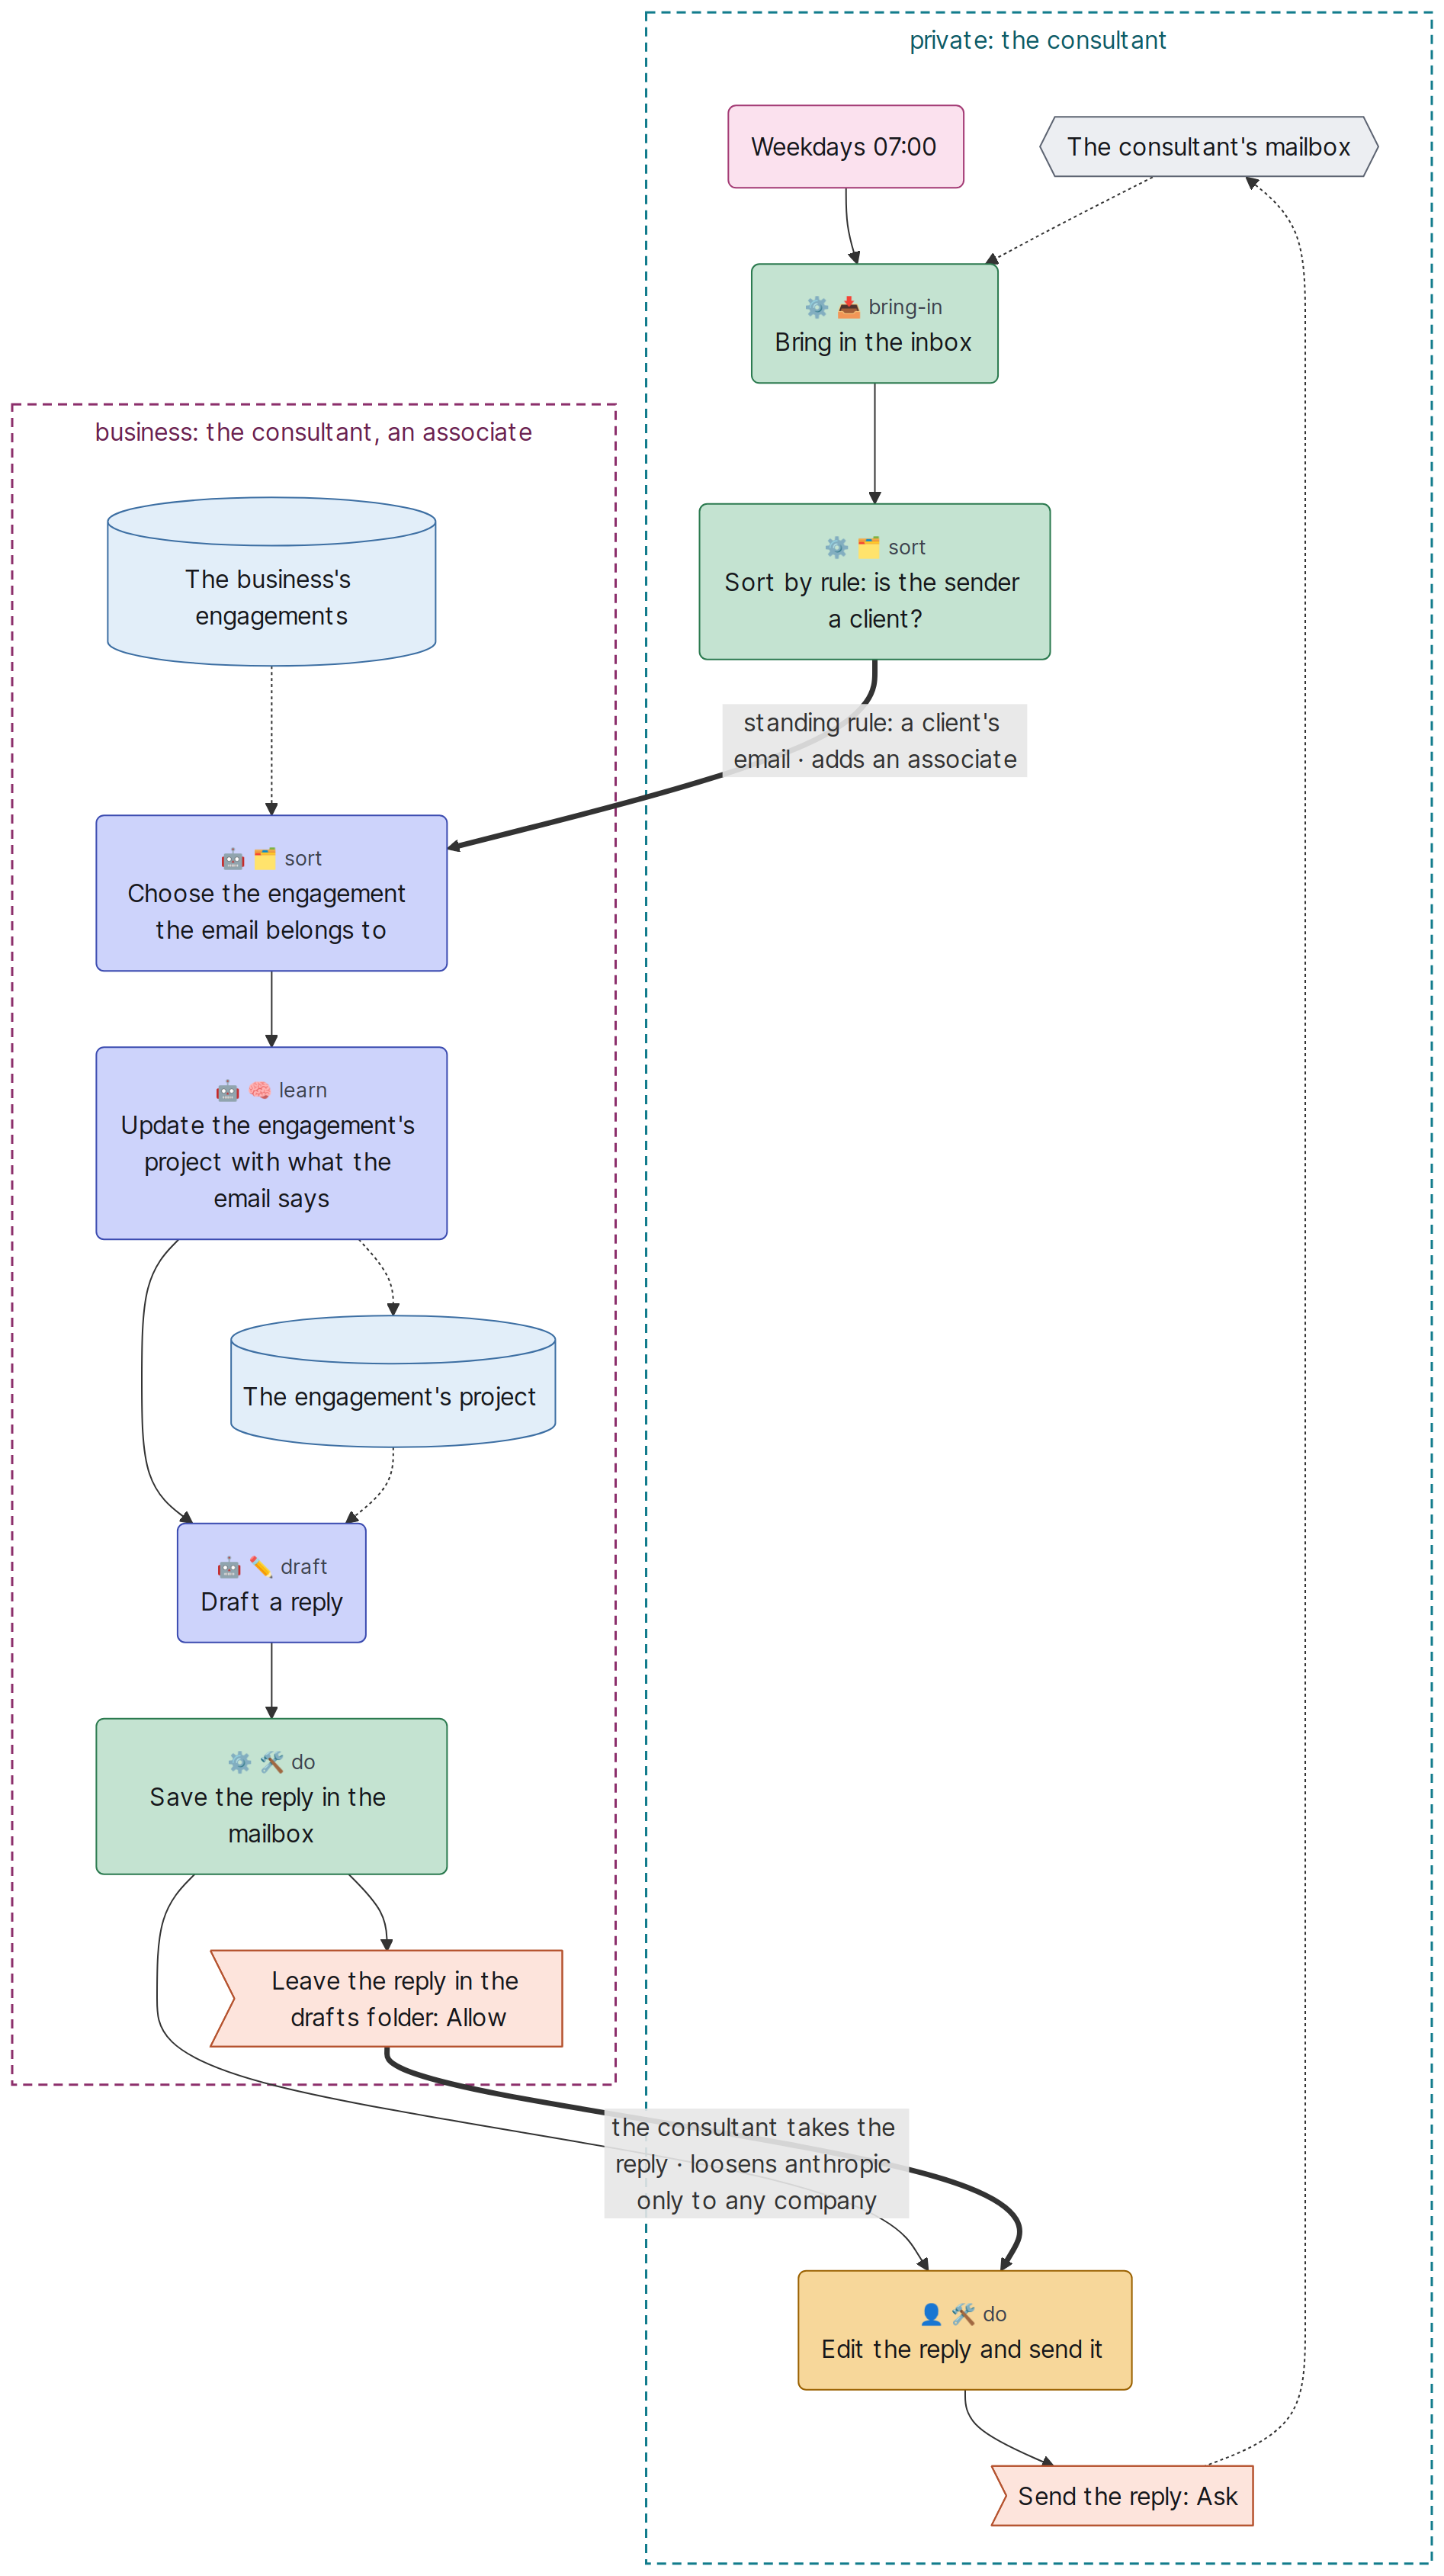 private: the consultant
Weekdays 07:00
The consultant's mailbox
bring-in
Bring in the inbox
business: the consultant, an associate
The business's
engagements
sort
Sort by rule: is the sender
a client?
standing rule: a client's
email · adds an associate
sort
Choose the engagement
the email belongs to
learn
Update the engagement's
project with what the
email says
The engagement's project
draft
Draft a reply
do
Save the reply in the
mailbox
Leave the reply in the
drafts folder: Allow
the consultant takes the
reply · loosens anthropic
only to any company
do
Edit the reply and send it
Send the reply: Ask